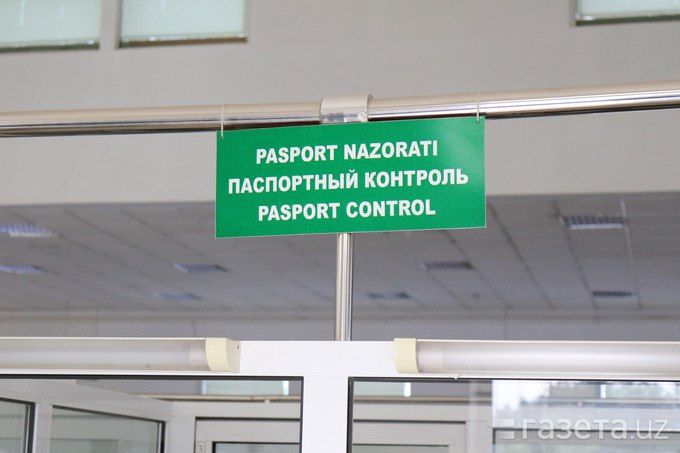 PASPORT NAZORATI
ПАСПОРТНЫЙ КОНТРОЛЬ
PASPORT CONTROL
газета.uz